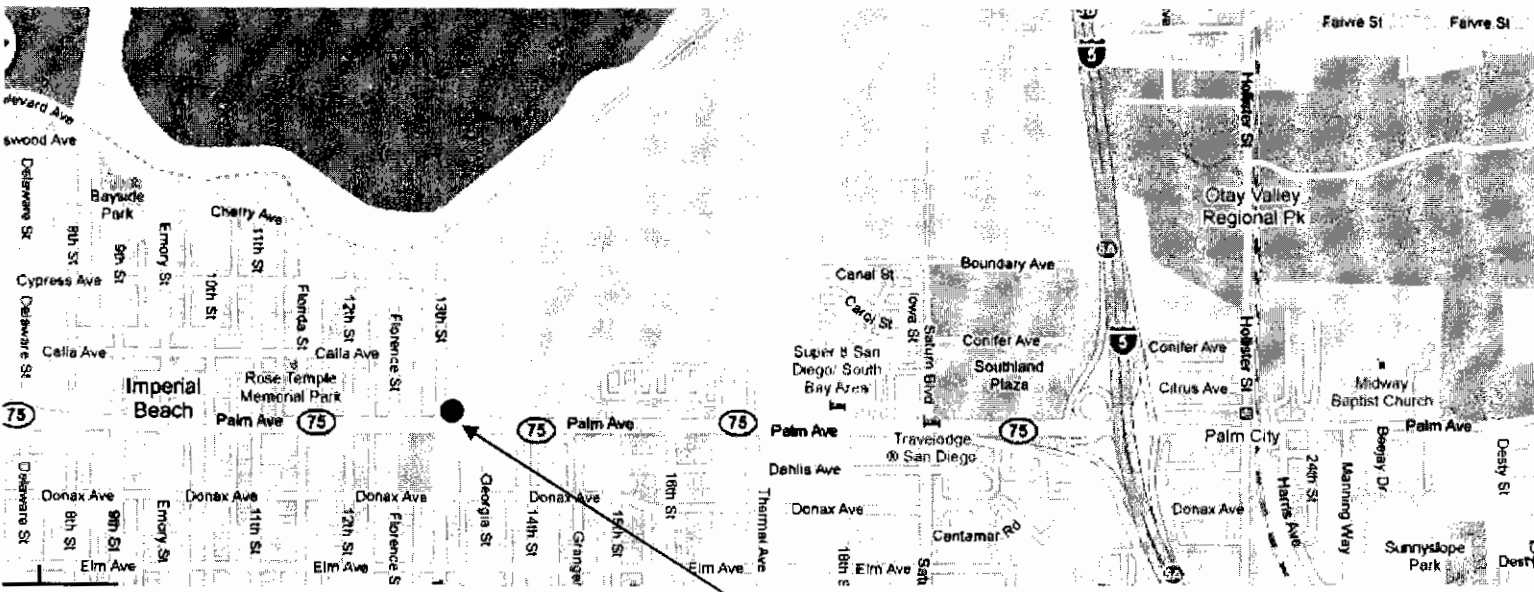 Faivre St
Faivre St
5
swood Ave
Hollister St
Delaware St
Bayside
Park
Cherry Ave
Otay Valley
Regional Pk
8th St
9th St
Emory St
11th St
5A
Cypress Ave
10th St
Boundary Ave
Canal St
Delaware St
Florida St
12th St
Florence St
13th St
Carol St
Iowa St
Saturn Blvd
Hollister St
Calla Ave
Calla Ave
Conifer Ave
5
Conifer Ave
Super 8 San
Diego/ South
Bay Area
Southland
Plaza
Citrus Ave
Midway
Baptist Church
Imperial
Beach
Rose Temple
Memorial Park
75
Palm Ave
75
75
Palm Ave
75
Palm Ave
75
Palm Ave
Travelodge
® San Diego
Palm City
Dahlia Ave
Delaware St
Donax Ave
Donax Ave
Donax Ave
Donax Ave
Donax Ave
Donax Ave
8th St
9th St
Emory St
11th St
12th St
Florence S
Georgia St
14th St
Granger
15th St
16th St
Thermal Ave
18th
Cantamar Rd
Harris Ave
24th St
Manning Way
Beejay Dr
Desty St
Sunnyslope
Park
Elm Ave
Elm Ave
Elm Ave
Elm Ave
5A